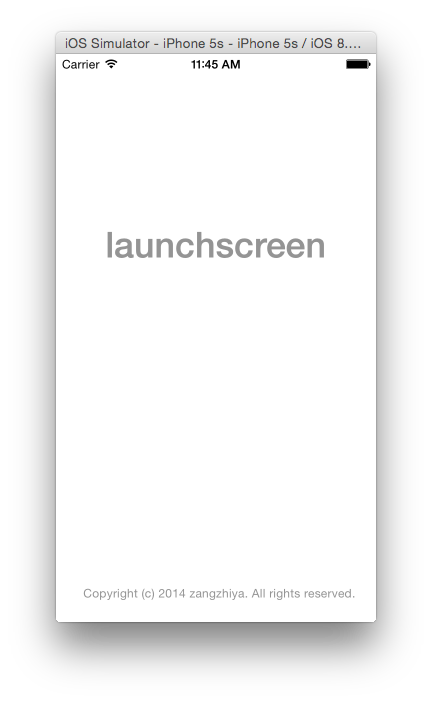 iOS Simulator - iPhone 5s - iPhone 5s / iOS 8....
Carrier 11:45 AM
launchscreen
Copyright (c) 2014 zangzhiya. All rights reserved.